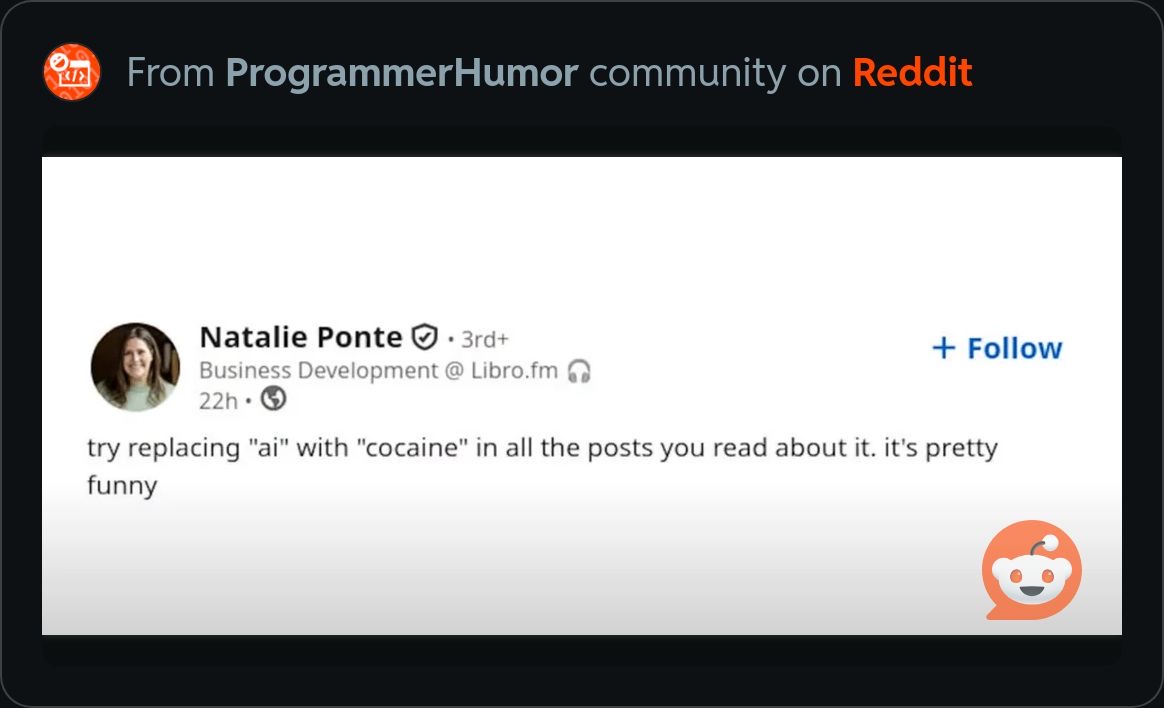 From ProgrammerHumor community on Reddit
Natalie Ponte • 3rd+
+ Follow
Business Development @ Libro.fm 🎧
22h •
try replacing "ai" with "cocaine" in all the posts you read about it. it's pretty
funny